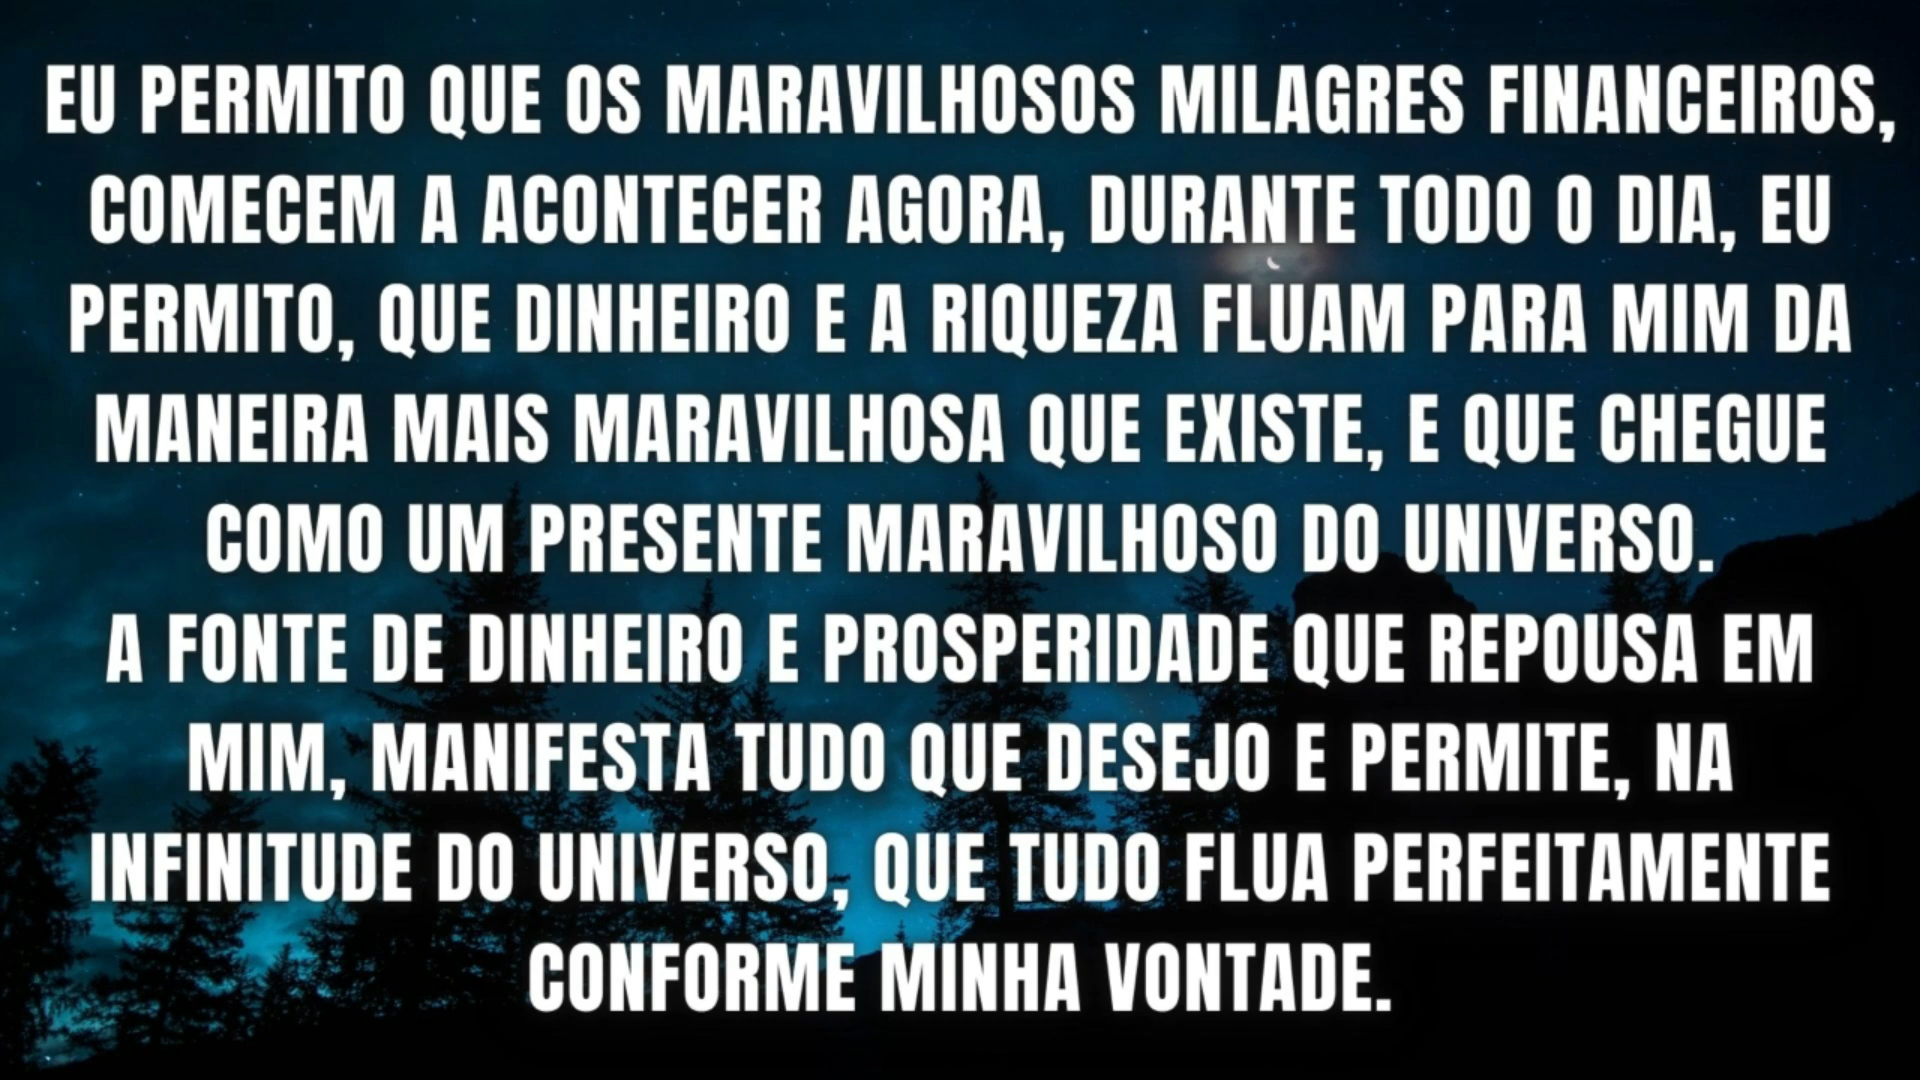 EU PERMITO QUE OS MARAVILHOSOS MILAGRES FINANCEIROS,
COMECEM A ACONTECER AGORA, DURANTE TODO O DIA, EU
PERMITO, QUE DINHEIRO E A RIQUEZA FLUAM PARA MIM DA
MANEIRA MAIS MARAVILHOSA QUE EXISTE, E QUE CHEGUE
COMO UM PRESENTE MARAVILHOSO DO UNIVERSO.
A FONTE DE DINHEIRO E PROSPERIDADE QUE REPOUSA EM
MIM, MANIFESTA TUDO QUE DESEJO E PERMITE, NA
INFINITUDE DO UNIVERSO, QUE TUDO FLUA PERFEITAMENTE
CONFORME MINHA VONTADE.